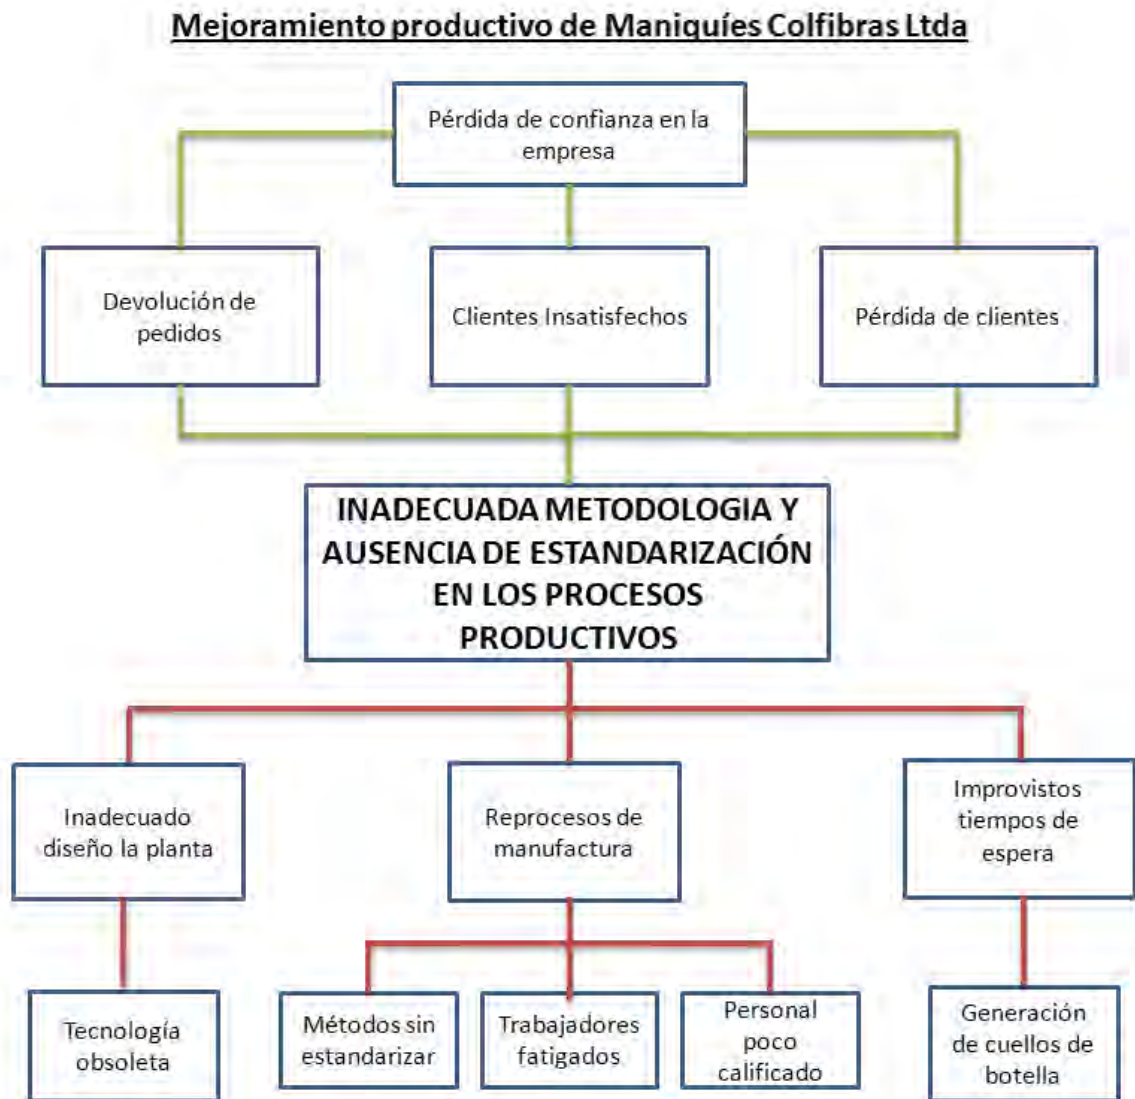 Mejoramiento productivo de Maniquíes Colfibras Ltda
Pérdida de confianza en la
empresa
Devolución de
pedidos
Clientes Insatisfechos
Pérdida de clientes
INADECUADA METODOLOGIA Y
AUSENCIA DE ESTANDARIZACIÓN
EN LOS PROCESOS
PRODUCTIVOS
Inadecuado
diseño la planta
Reprocesos de
manufactura
Improvistos
tiempos de
espera
Tecnología
obsoleta
Métodos sin
estandarizar
Trabajadores
fatigados
Personal
poco
calificado
Generación
de cuellos de
botella